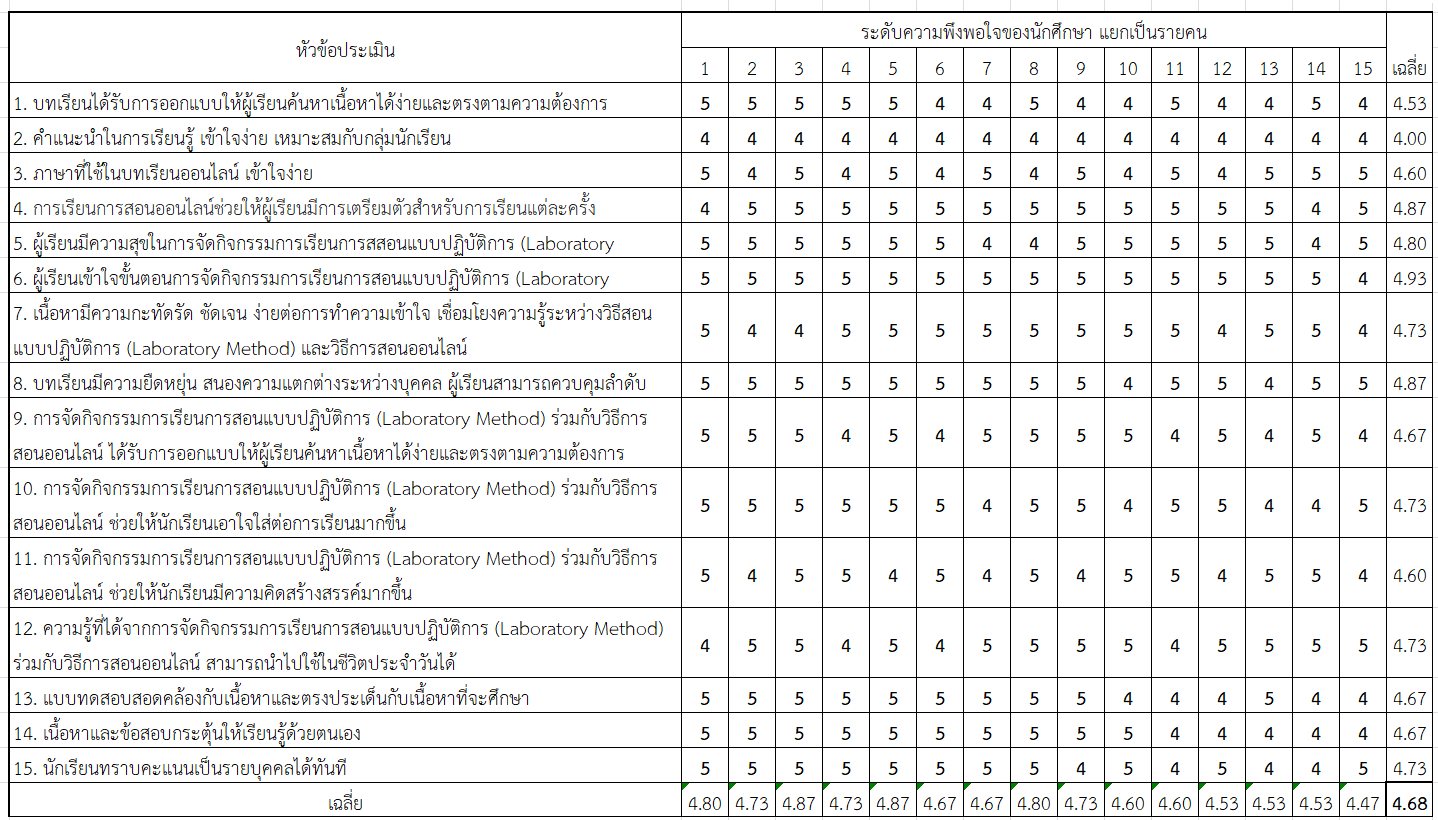 หัวข้อประเมิน ระดับความพึงพอใจของนักศึกษา แยกเป็นรายคน เฉลี่ย
1 2 3 4 5 6 7 8 9 10 11 12 13 14 15
1. บทเรียนได้รับการออกแบบให้ผู้เรียนค้นหาเนื้อหาได้ง่ายและตรงตามความต้องการ 5 5 5 5 5 4 4 5 4 4 5 4 4 5 4 4.53
2. คำแนะนำในการเรียนรู้ เข้าใจง่าย เหมาะสมกับกลุ่มนักเรียน 4 4 4 4 4 4 4 4 4 4 4 4 4 4 4 4.00
3. ภาษาที่ใช้ในบทเรียนออนไลน์ เข้าใจง่าย 5 4 5 4 5 4 5 5 4 5 4 5 4 5 5 4.60
4. การเรียนการสอนออนไลน์ช่วยให้ผู้เรียนมีการเตรียมตัวสำหรับการเรียนแต่ละครั้ง 4 5 5 5 5 5 5 5 5 5 5 5 5 4 5 4.87
5. ผู้เรียนมีความสุขในการจัดกิจกรรมการเรียนการสสอนแบบปฏิบัติการ (Laboratory 5 5 5 5 5 5 4 4 5 5 5 5 5 4 5 4.80
6. ผู้เรียนเข้าใจขั้นตอนการจัดกิจกรรมการเรียนการสอนแบบปฏิบัติการ (Laboratory 5 5 5 5 5 5 5 5 5 5 5 5 5 5 4 4.93
7. เนื้อหามีความกะทัดรัด ชัดเจน ง่ายต่อการทำความเข้าใจ เชื่อมโยงความรู้ระหว่างวิธีสอน
แบบปฏิบัติการ (Laboratory Method) และวิธีการสอนออนไลน์ 5 4 4 5 5 5 5 5 5 5 5 4 5 5 4 4.73
8. บทเรียนมีความยืดหยุ่น สนองความแตกต่างระหว่างบุคคล ผู้เรียนสามารถควบคุมลำดับ 5 5 5 5 5 5 5 5 5 4 5 5 4 5 5 4.87
9. การจัดกิจกรรมการเรียนการสอนแบบปฏิบัติการ (Laboratory Method) ร่วมกับวิธีการ
สอนออนไลน์ ได้รับการออกแบบให้ผู้เรียนค้นหาเนื้อหาได้ง่ายและตรงตามความต้องการ 5 5 5 4 5 4 5 5 5 5 4 5 4 5 4 4.67
10. การจัดกิจกรรมการเรียนการสอนแบบปฏิบัติการ (Laboratory Method) ร่วมกับวิธีการ
สอนออนไลน์ ช่วยให้นักเรียนเอาใจใส่ต่อการเรียนมากขึ้น 5 5 5 5 5 5 4 5 5 4 5 5 4 4 5 4.73
11. การจัดกิจกรรมการเรียนการสอนแบบปฏิบัติการ (Laboratory Method) ร่วมกับวิธีการ
สอนออนไลน์ ช่วยให้นักเรียนมีความคิดสร้างสรรค์มากขึ้น 5 4 5 5 4 5 4 5 4 5 5 4 5 5 4 4.60
12. ความรู้ที่ได้จากการจัดกิจกรรมการเรียนการสอนแบบปฏิบัติการ (Laboratory Method)
ร่วมกับวิธีการสอนออนไลน์ สามารถนำไปใช้ในชีวิตประจำวันได้ 4 5 5 4 5 4 5 5 5 5 4 5 5 5 5 4.73
13. แบบทดสอบสอดคล้องกับเนื้อหาและตรงประเด็นกับเนื้อหาที่จะศึกษา 5 5 5 5 5 5 5 5 5 4 4 4 5 4 4 4.67
14. เนื้อหาและข้อสอบกระตุ้นให้เรียนรู้ด้วยตนเอง 5 5 5 5 5 5 5 5 5 5 4 4 4 4 4 4.67
15. นักเรียนทราบคะแนนเป็นรายบุคคลได้ทันที 5 5 5 5 5 5 5 5 4 5 4 5 4 4 5 4.73
เฉลี่ย 4.80 4.73 4.87 4.73 4.87 4.67 4.67 4.80 4.73 4.60 4.60 4.53 4.53 4.53 4.47 4.68